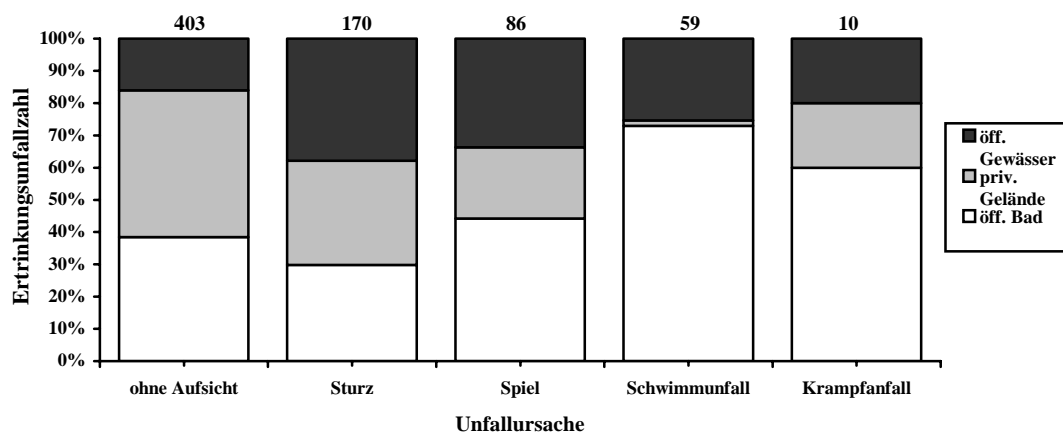 403 170 86 59 10
100%
90%
80%
70%
60%
50%
40%
30%
20%
10%
0%
Ertrinkungsunfallzahl
ohne Aufsicht Sturz Spiel Schwimmunfall Krampfanfall
Unfallursache
öff.
Gewässer
priv.
Gelände
öff. Bad